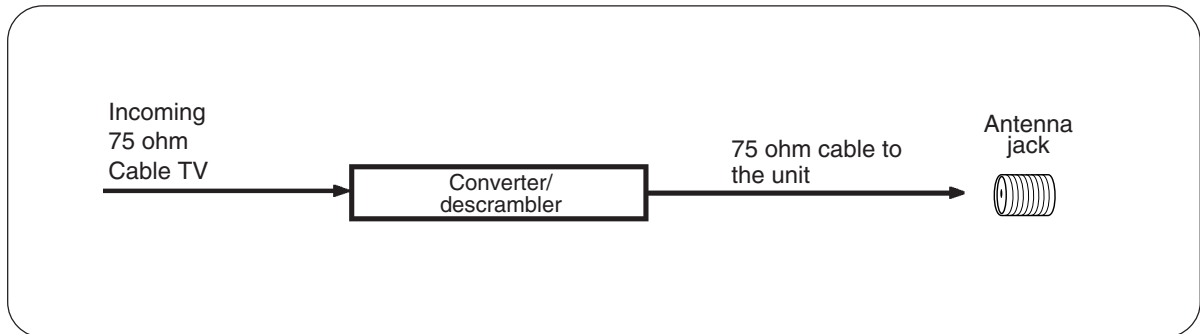 Incoming
75 ohm
Cable TV
Converter/
descrambler
75 ohm cable to
the unit
Antenna
jack